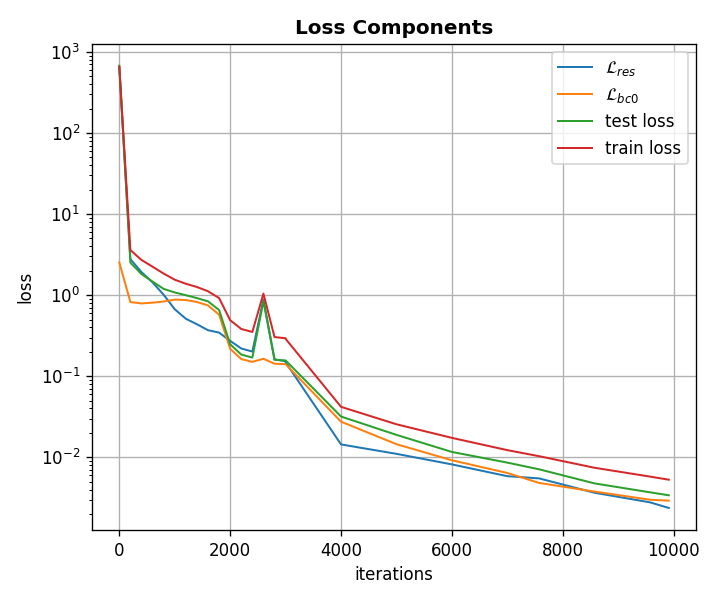 Loss Components
10³
10²
10¹
10⁰
10⁻¹
10⁻²
loss
ℒ_res
ℒ_bc0
test loss
train loss
0 2000 4000 6000 8000 10000
iterations